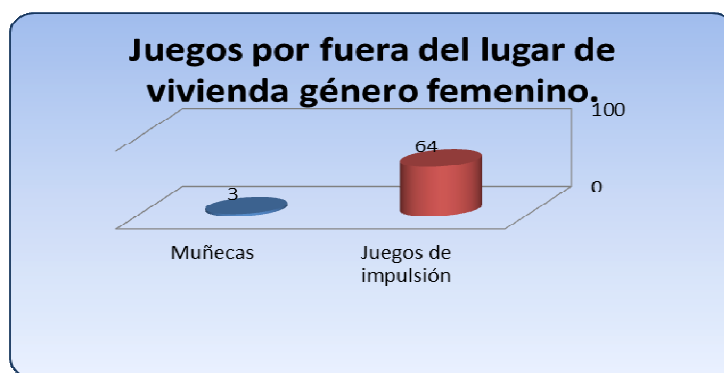 Juegos por fuera del lugar de
vivienda género femenino.
100
64
3
0
Muñecas
Juegos de
impulsión